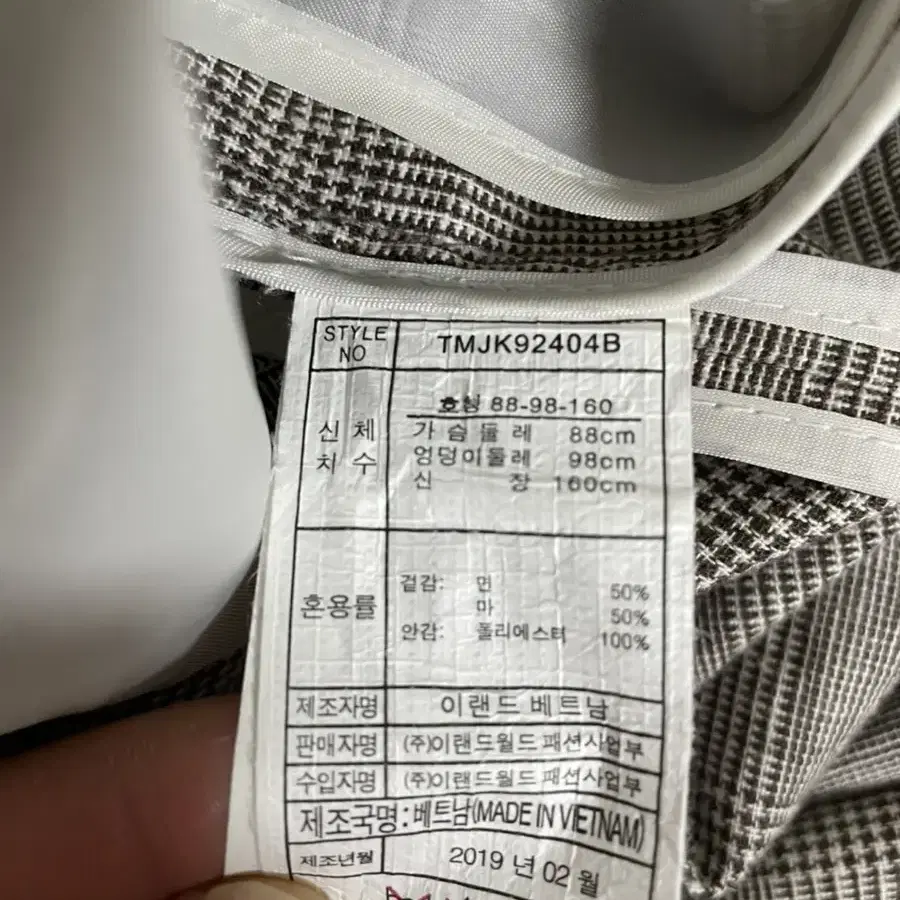 STYLE NO TMJK92404B
호칭 88-98-160
신체 치수
가슴둘레 88cm
엉덩이둘레 98cm
신장 160cm
혼용률
겉감: 면 50%
마 50%
안감: 폴리에스터 100%
제조자명 이랜드 베트남
판매자명 (주)이랜드월드 패션사업부
수입자명 (주)이랜드월드 패션사업부
제조국명: 베트남(MADE IN VIETNAM)
제조년월 2019 년 02 월